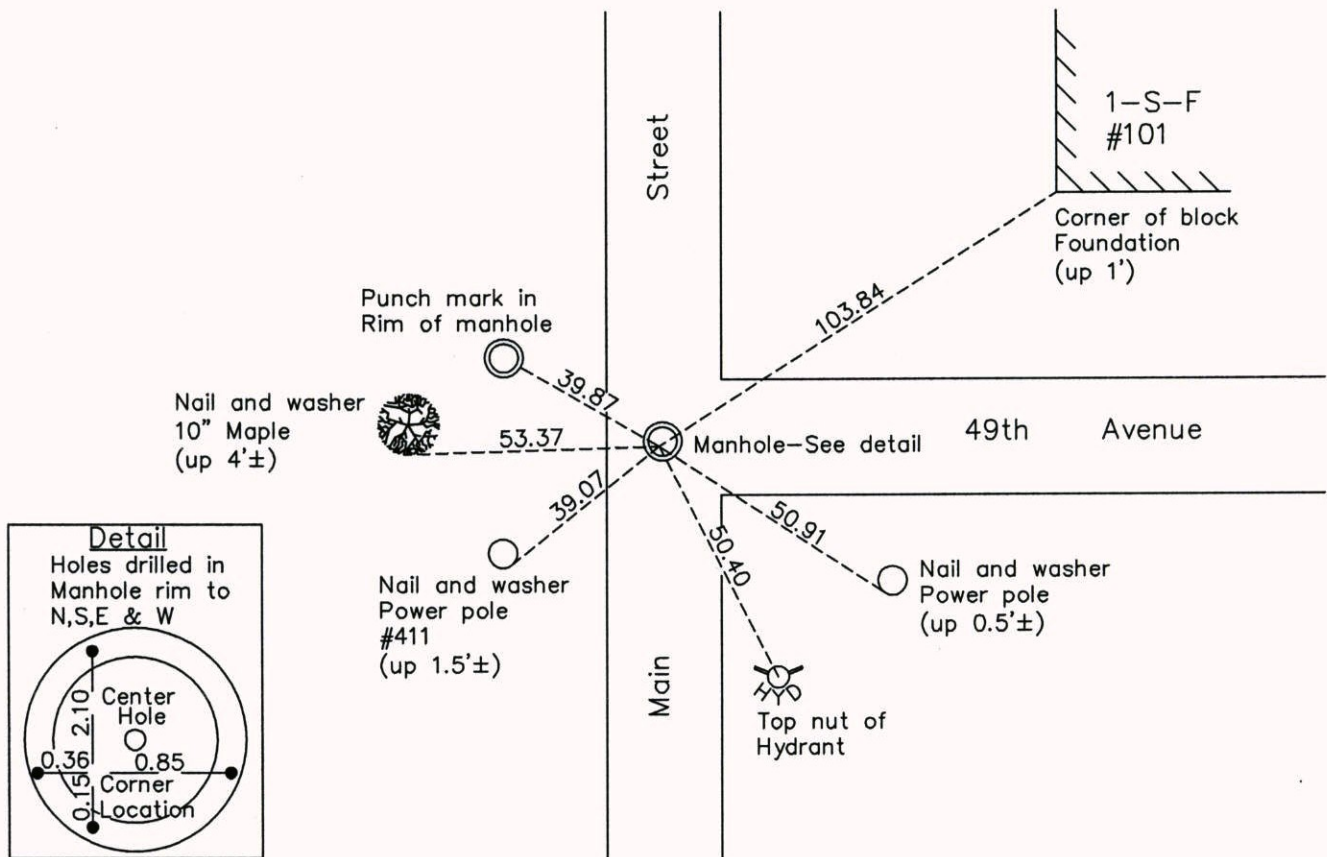 Street
1-S-F
#101
Corner of block
Foundation
(up 1')
103.84
Punch mark in
Rim of manhole
39.87
Nail and washer
10" Maple
(up 4'±)
53.37
Manhole-See detail
49th Avenue
39.07
50.91
50.40
Nail and washer
Power pole
#411
(up 1.5'±)
Nail and washer
Power pole
(up 0.5'±)
Main
HYD
Top nut of
Hydrant
Detail
Holes drilled in
Manhole rim to
N,S,E & W
Center
Hole
2.10
0.36
0.85
0.15
Corner
Location